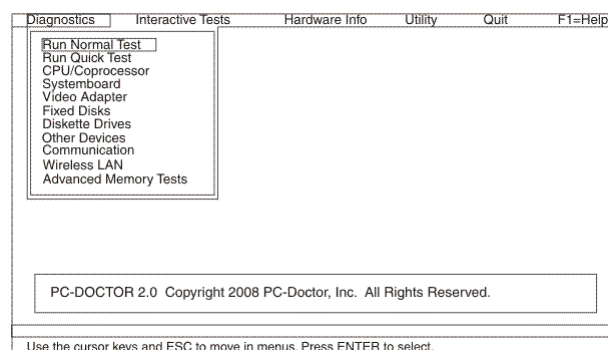 Diagnostics Interactive Tests Hardware Info Utility Quit F1=Help
Run Normal Test
Run Quick Test
CPU/Coprocessor
Systemboard
Video Adapter
Fixed Disks
Diskette Drives
Other Devices
Communication
Wireless LAN
Advanced Memory Tests
PC-DOCTOR 2.0 Copyright 2008 PC-Doctor, Inc. All Rights Reserved.
Use the cursor keys and ESC to move in menus. Press ENTER to select.